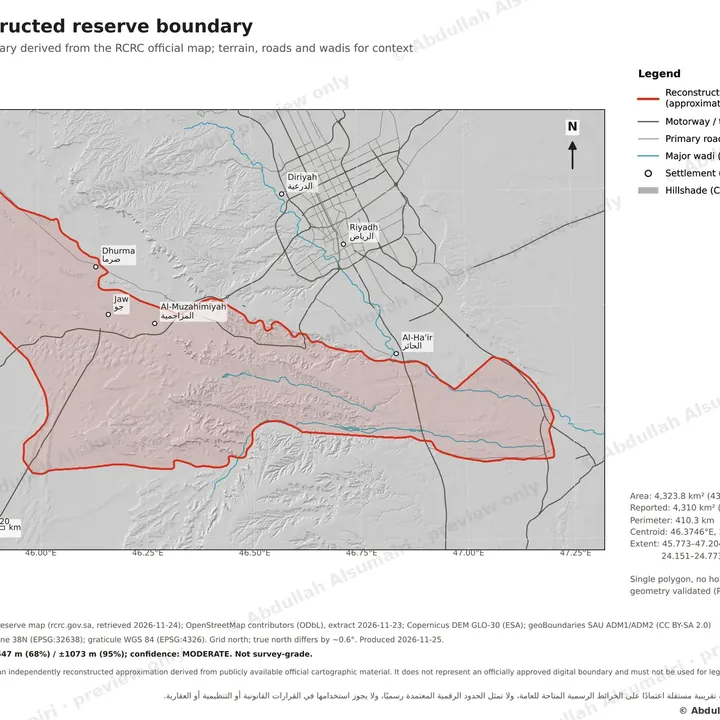 ructed reserve boundary
ary derived from the RCRC official map; terrain, roads and wadis for context
Legend
Reconstruct
(approximat
Motorway /
Primary road
Major wadi (
Settlement (
Hillshade (C
N
Diriyah
الدرعية
Riyadh
الرياض
Dhurma
ضرما
Jaw
جو
Al-Muzahimiyah
المزاحمية
Al-Ha'ir
الحائر
20
km
46.00°E
46.25°E
46.50°E
46.75°E
47.00°E
47.25°E
Area: 4,323.8 km² (43
Reported: 4,310 km² (
Perimeter: 410.3 km
Centroid: 46.3746°E,
Extent: 45.773–47.204
24.151–24.773
Single polygon, no ho
geometry validated (F
eserve map (rcrc.gov.sa, retrieved 2026-11-24); OpenStreetMap contributors (ODbL), extract 2026-11-23; Copernicus DEM GLO-30 (ESA); geoBoundaries SAU ADM1/ADM2 (CC BY-SA 2.0)
ne 38N (EPSG:32638); graticule WGS 84 (EPSG:4326). Grid north; true north differs by ~0.6°. Produced 2026-11-25.
47 m (68%) / ±1073 m (95%); confidence: MODERATE. Not survey-grade.
an independently reconstructed approximation derived from publicly available official cartographic material. It does not represent an officially approved digital boundary and must not be used for leg
تقريبية مستقلة اعتمادًا على الخرائط الرسمية المتاحة للعامة، ولا تمثل الحدود الرقمية المعتمدة رسميًا، ولا يجوز استخدامها في القرارات القانونية أو التنظيمية أو العقارية.
© Abdul
© Abdullah Alsum
preview only
Abdullah Alsumairi